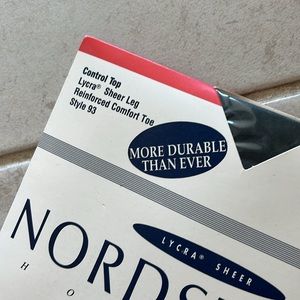 Control Top
Lycra® Sheer Leg
Reinforced Comfort Toe
Style 93
MORE DURABLE
THAN EVER
LYCRA® SHEER
NORDS
H O